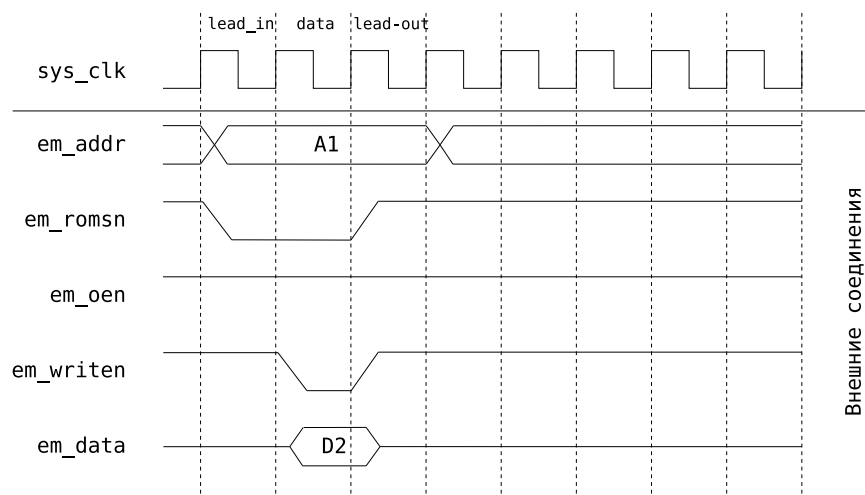 lead_in data lead-out
sys_clk
em_addr A1
em_romsn
em_oen
em_writen
em_data D2
Внешние соединения